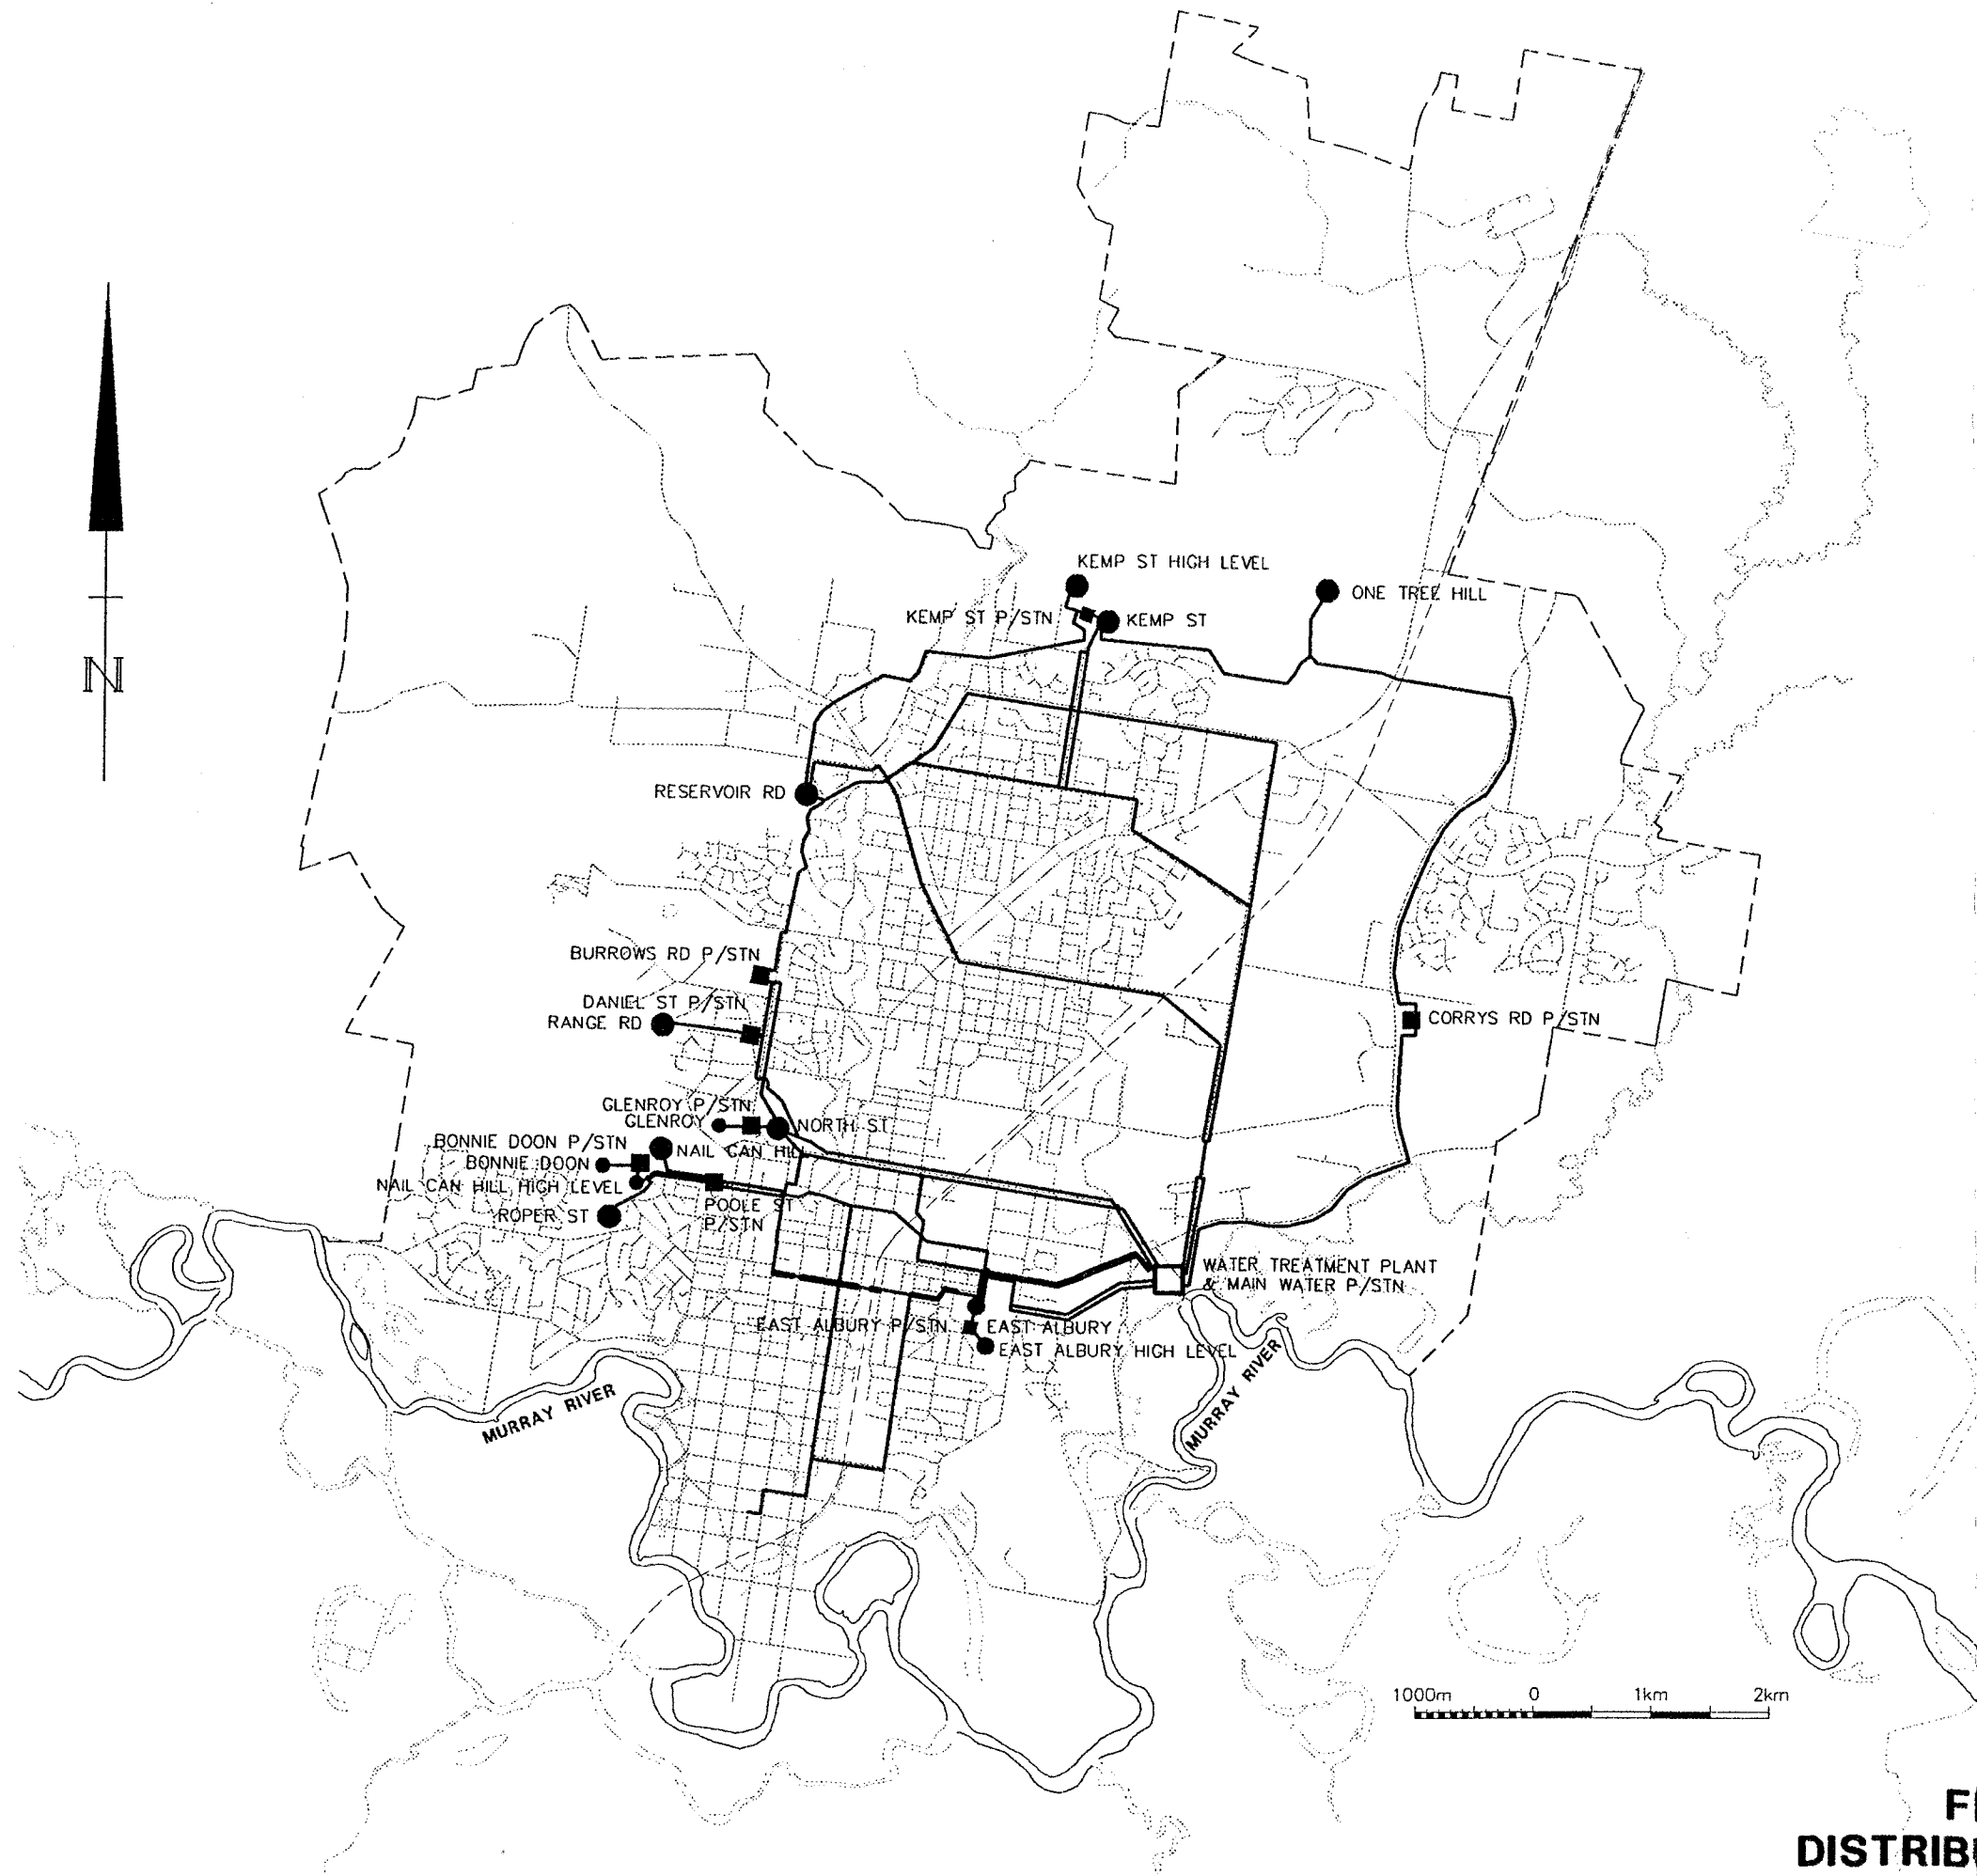 KEMP ST HIGH LEVEL
ONE TREE HILL
KEMP ST P/STN
KEMP ST
N
RESERVOIR RD
BURROWS RD P/STN
DANIEL ST P/STN
RANGE RD
CORRYS RD P/STN
GLENROY P/STN
GLENROY
NORTH ST
BONNIE DOON P/STN
NAIL CAN HILL
BONNIE DOON
NAIL CAN HILL HIGH LEVEL
ROPER ST
POOLE ST
P/STN
WATER TREATMENT PLANT
& MAIN WATER P/STN
EAST ALBURY P/STN
EAST ALBURY
EAST ALBURY HIGH LEVEL
MURRAY RIVER
MURRAY RIVER
1000m 0 1km 2km